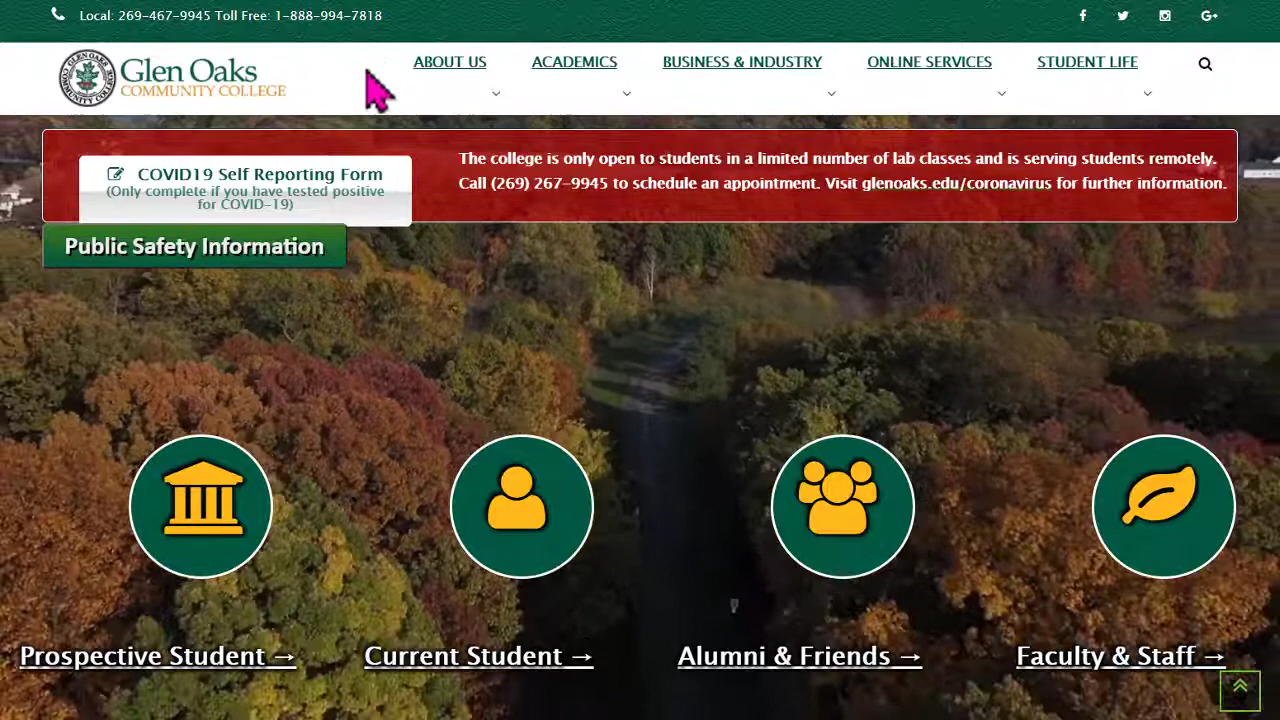 Local: 269-467-9945 Toll Free: 1-888-994-7818
GLEN OAKS COMMUNITY COLLEGE
Glen Oaks
COMMUNITY COLLEGE
ABOUT US
ACADEMICS
BUSINESS & INDUSTRY
ONLINE SERVICES
STUDENT LIFE
COVID19 Self Reporting Form
(Only complete if you have tested positive
for COVID-19)
The college is only open to students in a limited number of lab classes and is serving students remotely.
Call (269) 267-9945 to schedule an appointment. Visit glenoaks.edu/coronavirus for further information.
Public Safety Information
Prospective Student →
Current Student →
Alumni & Friends →
Faculty & Staff →